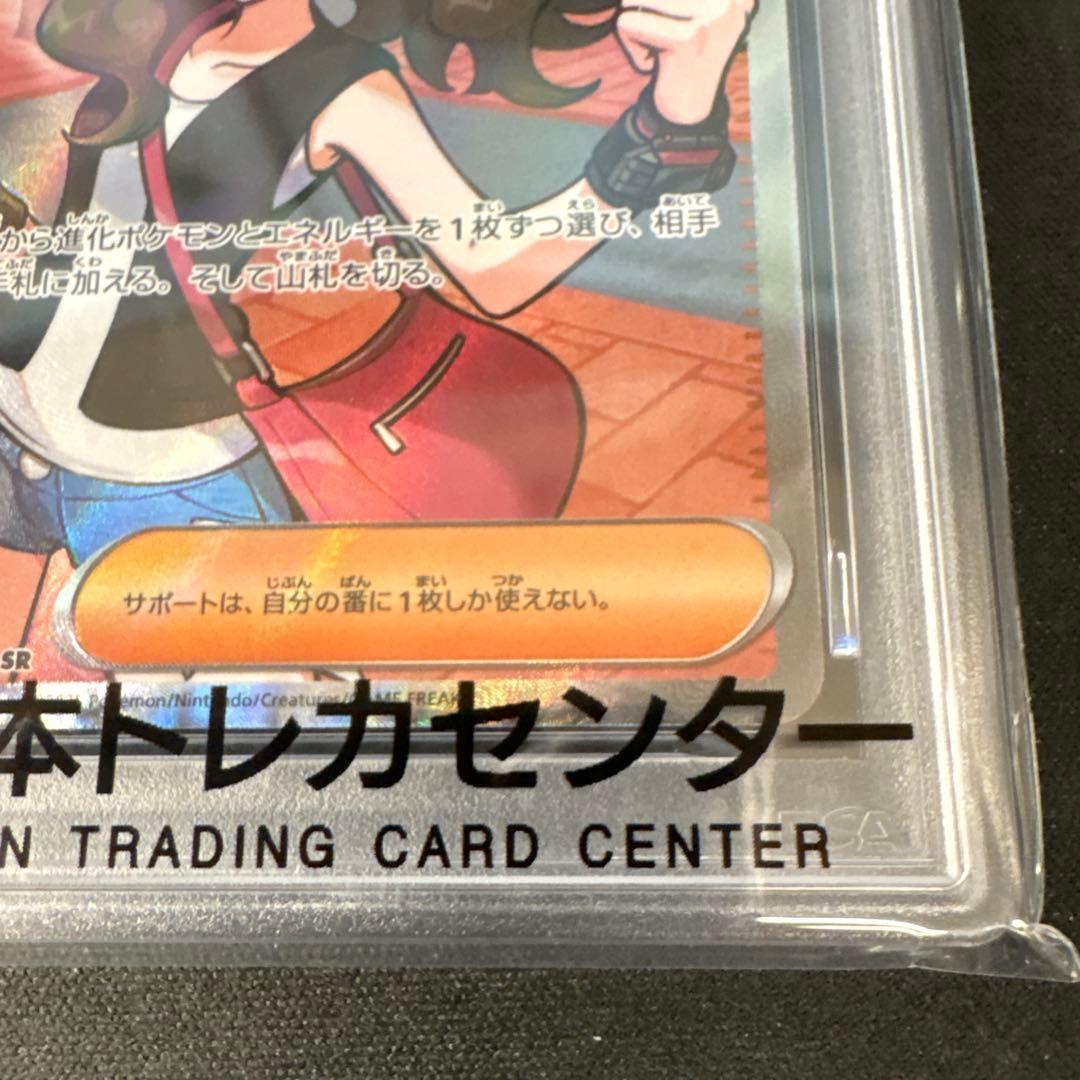 から進化ポケモンとエネルギーを1枚ずつ選び、相手
手札に加える。そして山札を切る。
サポートは、自分の番に1枚しか使えない。
SR
Pokémon/Nintendo/Creatures/GAME FREAK
本トレカセンター
N TRADING CARD CENTER
PSA